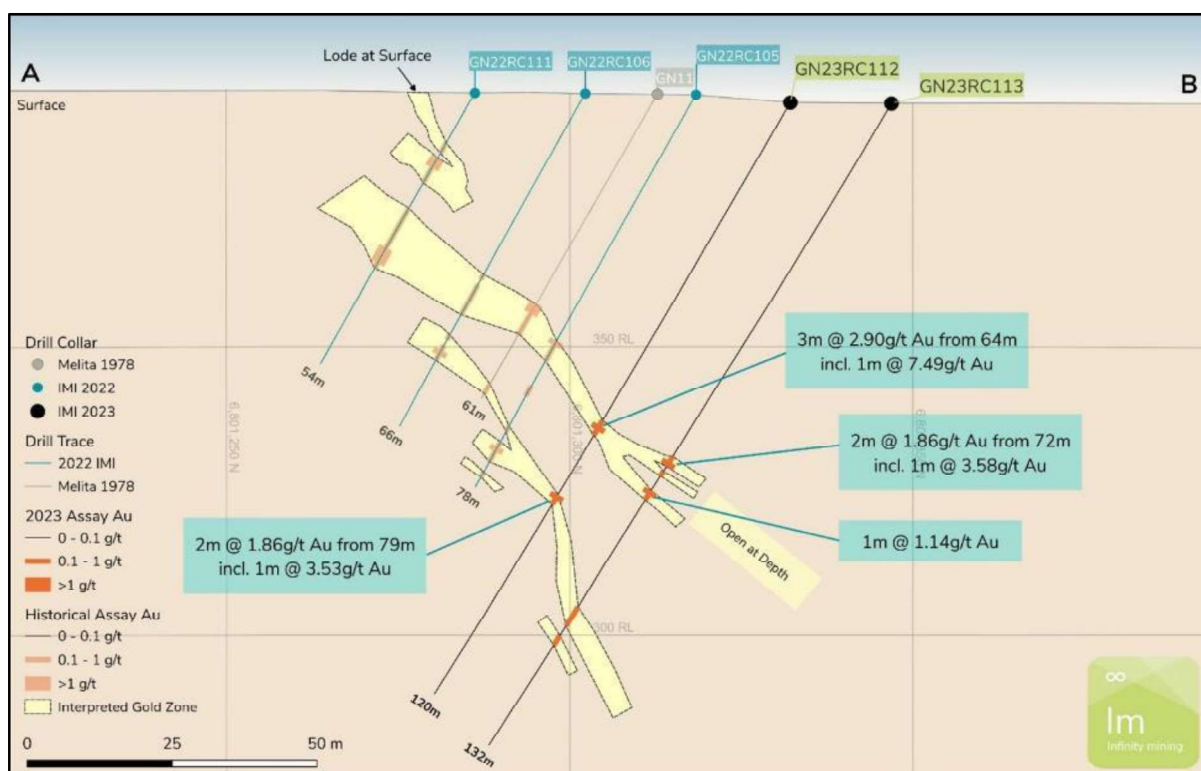 Lode at Surface
A
GN22RC111
GN22RC106
GN11
GN22RC105
GN23RC112
GN23RC113
B
Surface
3m @ 2.90g/t Au from 64m
incl. 1m @ 7.49g/t Au
Drill Collar
Melita 1978
IMI 2022
IMI 2023
350 RL
54m
61m
66m
78m
6,801,250 N
6,801,300 N
2m @ 1.86g/t Au from 72m
incl. 1m @ 3.58g/t Au
Drill Trace
2022 IMI
Melita 1978
2023 Assay Au
0 - 0.1 g/t
0.1 - 1 g/t
>1 g/t
2m @ 1.86g/t Au from 79m
incl. 1m @ 3.53g/t Au
1m @ 1.14g/t Au
Open at Depth
Historical Assay Au
0 - 0.1 g/t
0.1 - 1 g/t
>1 g/t
Interpreted Gold Zone
300 RL
120m
132m
0 25 50 m
Im
Infinity mining